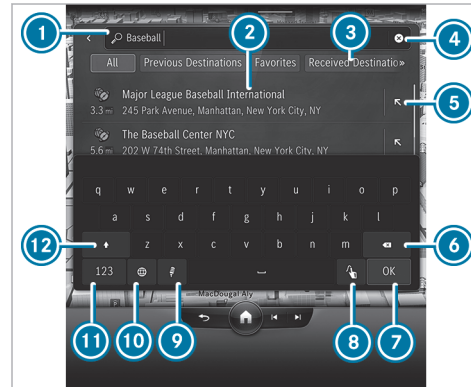 1
2
3
4
Baseball
All Previous Destinations Favorites Received Destinatio»
Major League Baseball International
3.3 mi 245 Park Avenue, Manhattan, New York City, NY
5
The Baseball Center NYC
5.6 mi 202 W 74th Street, Manhattan, New York City, NY
q w e r t y u i o p
a s d f g h j k l
12
z x c v b n m
6
123
OK
MacDougal Aly
11
10
9
8
7